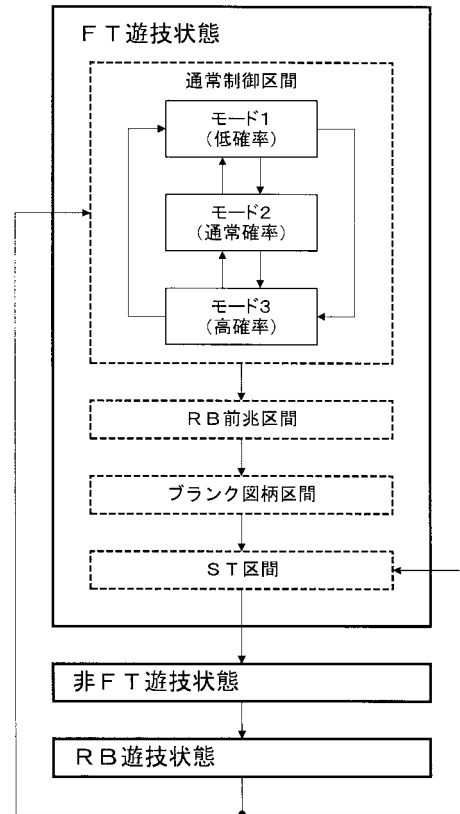 ＦＴ遊技状態
通常制御区間
モード1
(低確率)
モード2
(通常確率)
モード3
(高確率)
ＲＢ前兆区間
ブランク図柄区間
ＳＴ区間
非ＦＴ遊技状態
ＲＢ遊技状態